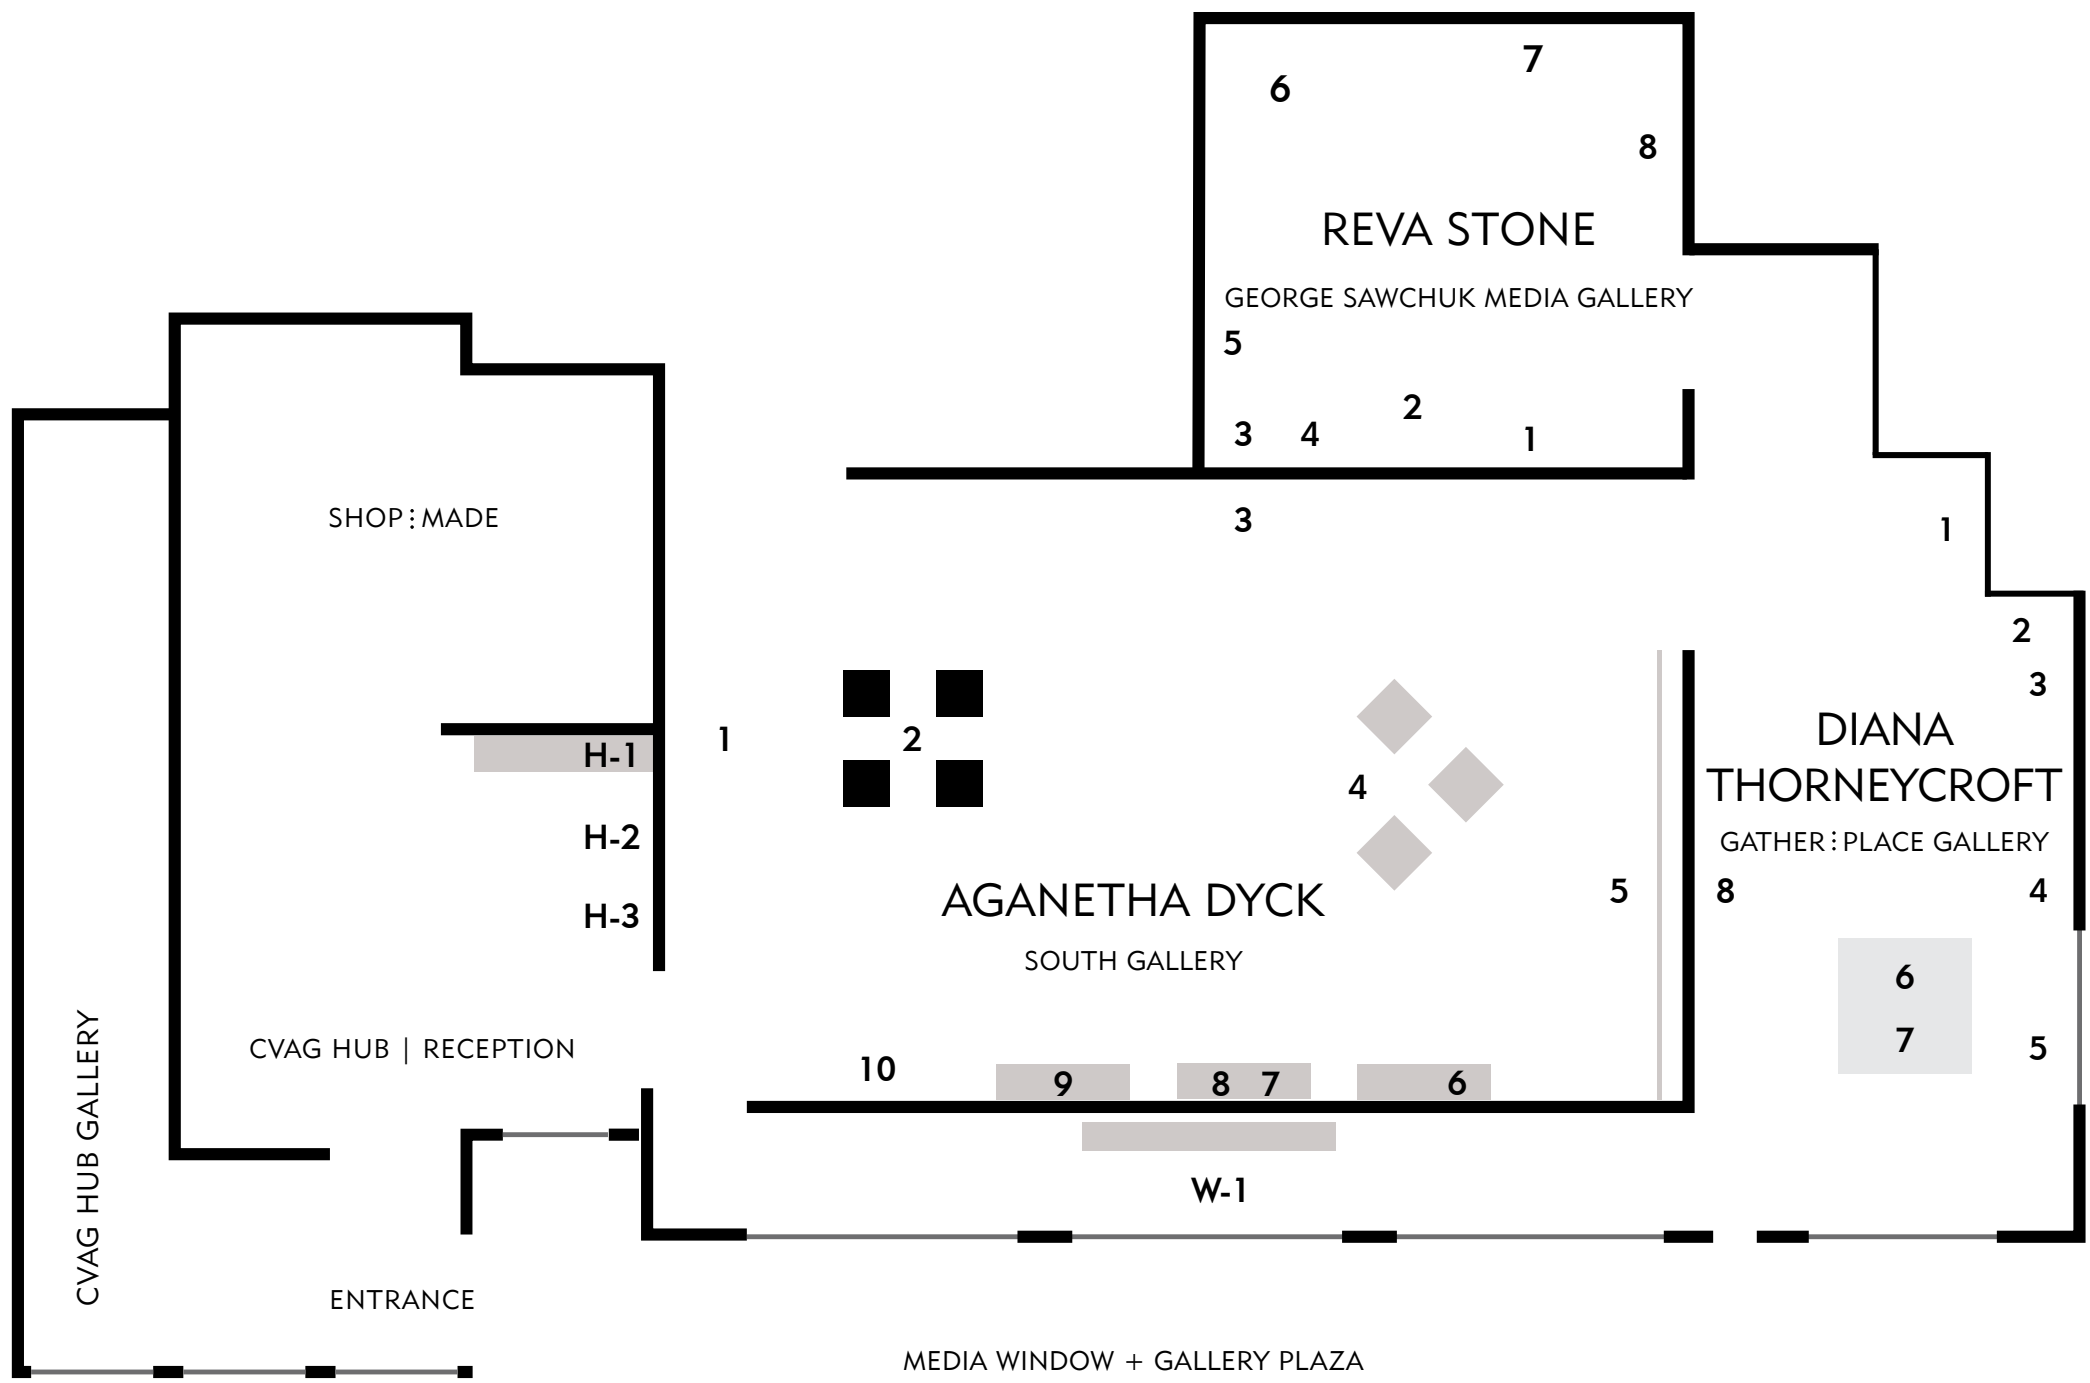 7
6
8
REVA STONE
GEORGE SAWCHUK MEDIA GALLERY
5
2
3 4 1
SHOP⋮MADE
3
1
2
3
1
2
H-1
4
DIANA
THORNEYCROFT
GATHER⋮PLACE GALLERY
H-2
AGANETHA DYCK
5
8
4
H-3
SOUTH GALLERY
6
7
5
CVAG HUB GALLERY
CVAG HUB | RECEPTION
10
9
8 7
6
W-1
ENTRANCE
MEDIA WINDOW + GALLERY PLAZA